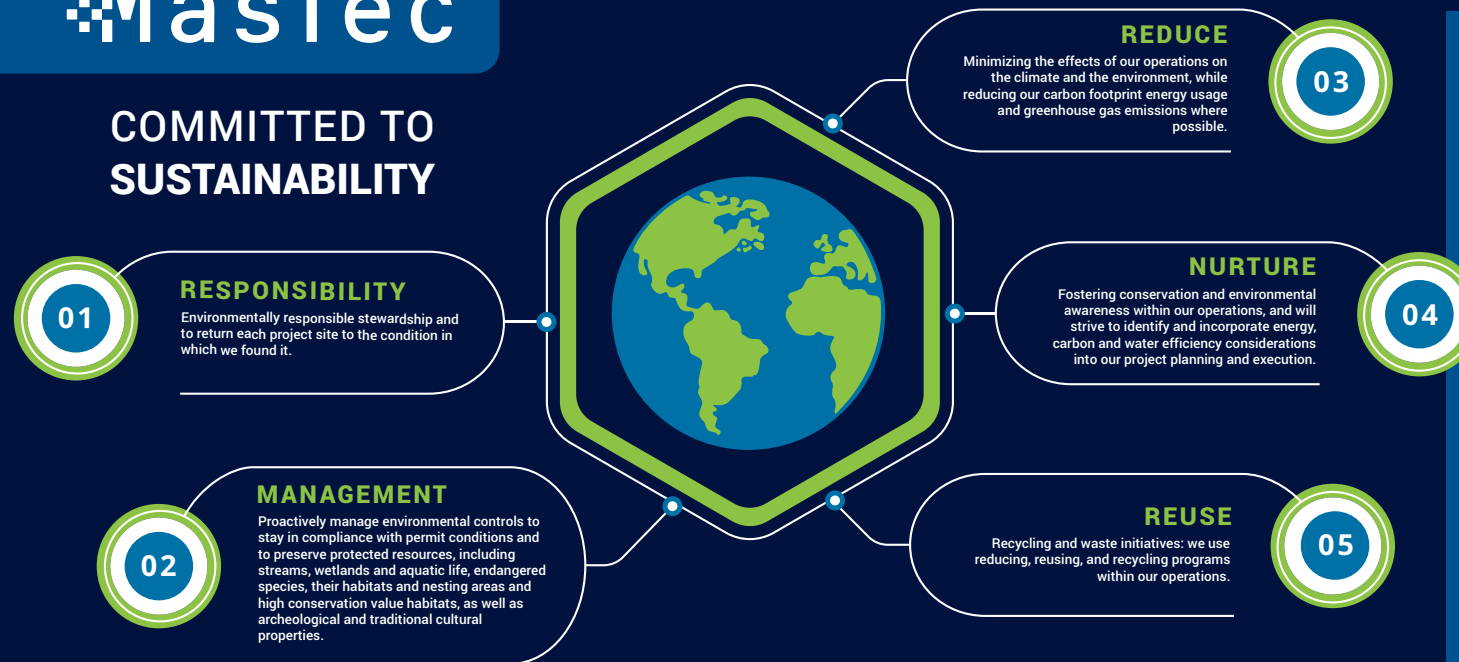 MasTec
COMMITTED TO
SUSTAINABILITY
01
RESPONSIBILITY
Environmentally responsible stewardship and
to return each project site to the condition in
which we found it.
02
MANAGEMENT
Proactively manage environmental controls to
stay in compliance with permit conditions and
to preserve protected resources, including
streams, wetlands and aquatic life, endangered
species, their habitats and nesting areas and
high conservation value habitats, as well as
archeological and traditional cultural
properties.
REDUCE
Minimizing the effects of our operations on
the climate and the environment, while
reducing our carbon footprint energy usage
and greenhouse gas emissions where
possible.
03
NURTURE
Fostering conservation and environmental
awareness within our operations, and will
strive to identify and incorporate energy,
carbon and water efficiency considerations
into our project planning and execution.
04
REUSE
Recycling and waste initiatives: we use
reducing, reusing, and recycling programs
within our operations.
05